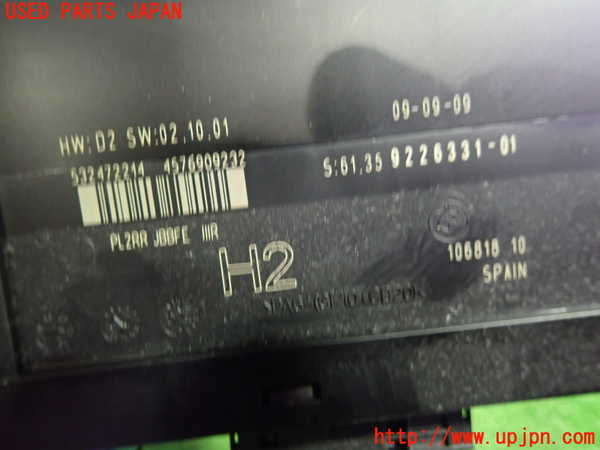 USED PARTS JAPAN
09-09-09
HW:D2 SW:02.10.01
S:61.35 9226331-01
532472214 4576909232
PL2RR JBBFE IIIR
H2
106818 10
SPAIN
http://www.upjpn.com/